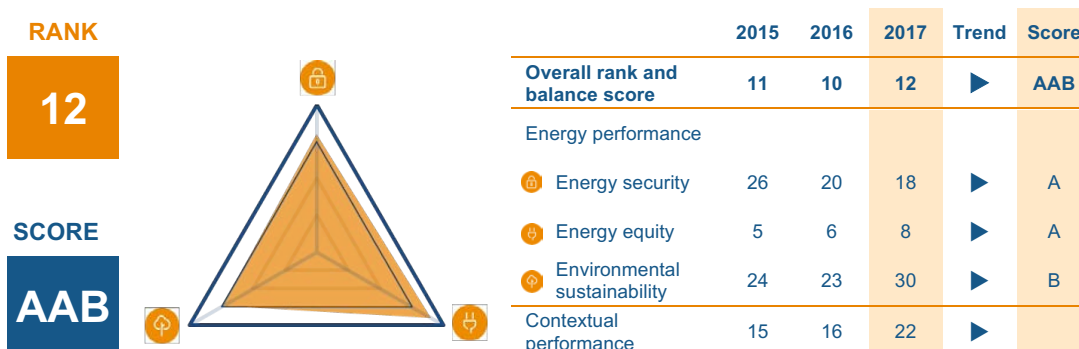 RANK
12
SCORE
AAB
2015 2016 2017 Trend Score
Overall rank and
balance score 11 10 12 AAB
Energy performance
Energy security 26 20 18 A
Energy equity 5 6 8 A
Environmental
sustainability 24 23 30 B
Contextual
performance 15 16 22